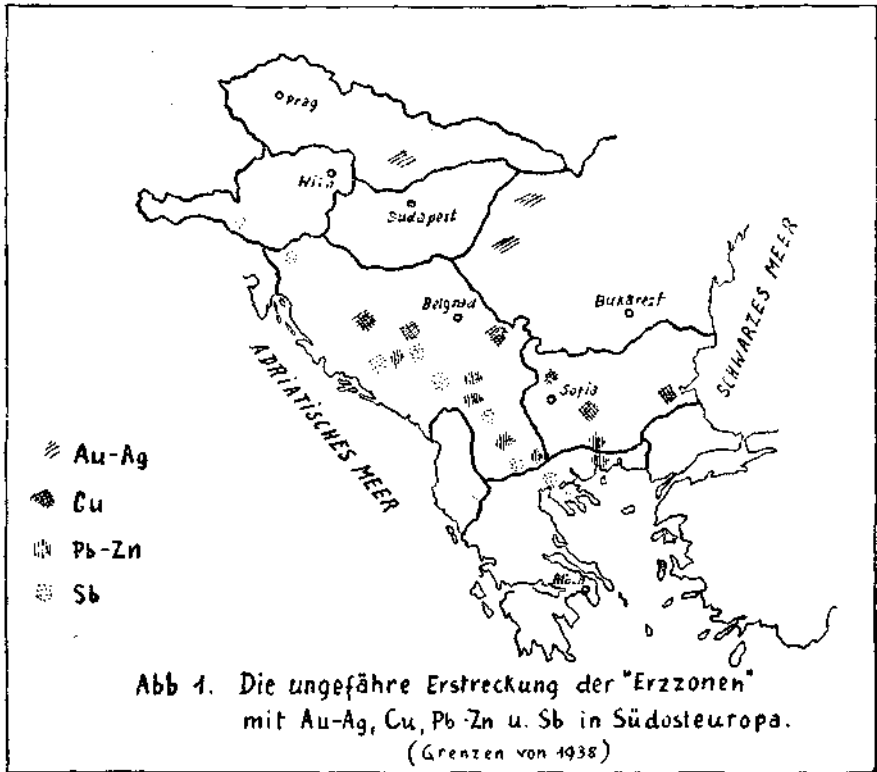 Prag
Wien
Budapest
Belgrad
Bukarest
Sofia
SCHWARZES MEER
ADRIATISCHES MEER
Au-Ag
Cu
Pb-Zn
Sb
Abb 1. Die ungefähre Erstreckung der "Erzzonen"
mit Au-Ag, Cu, Pb-Zn u. Sb in Südosteuropa.
(Grenzen von 1938)